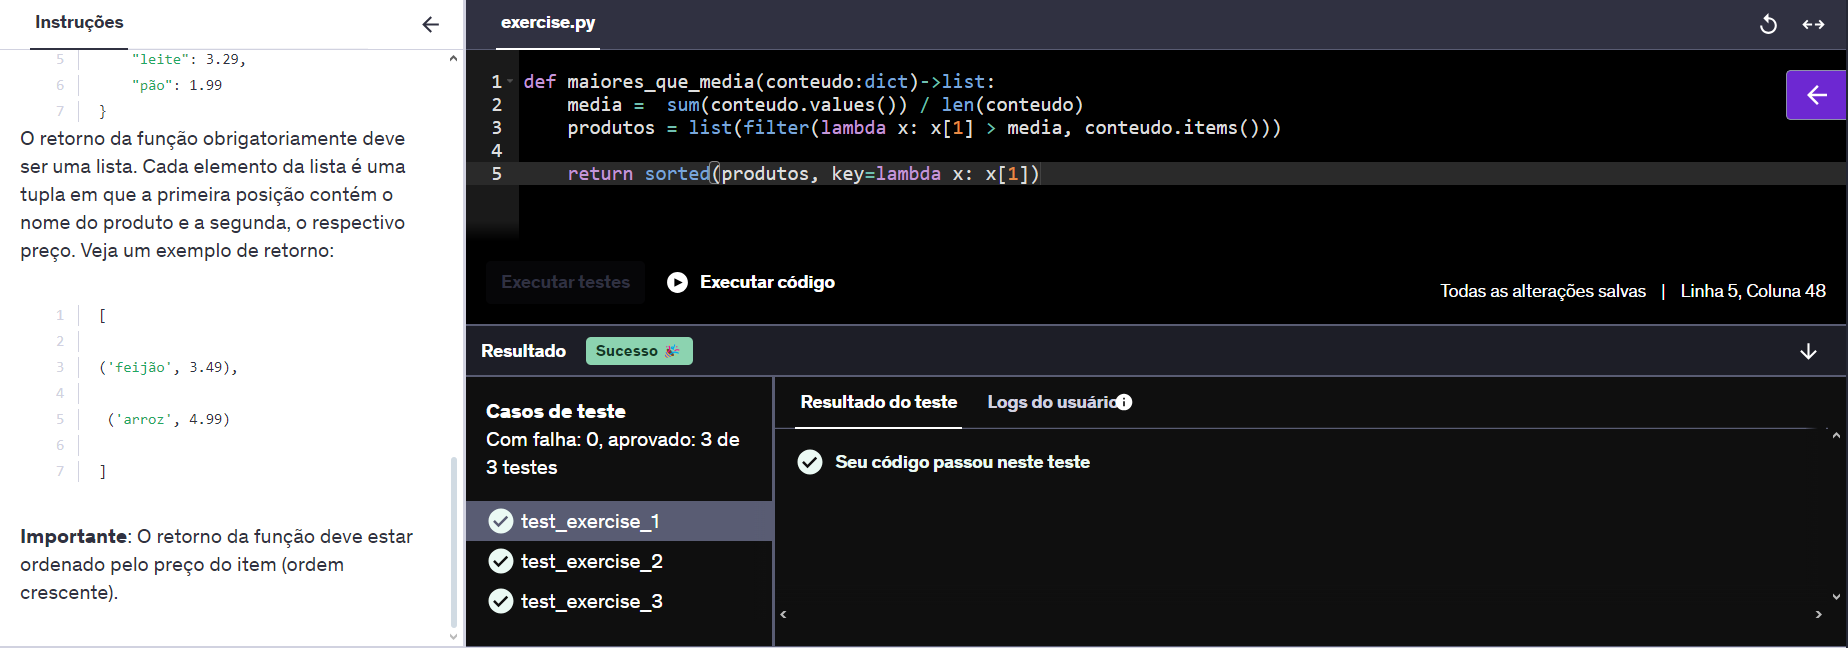 Instruções
5 "leite": 3.29,
6 "pão": 1.99
7 }
O retorno da função obrigatoriamente deve
ser uma lista. Cada elemento da lista é uma
tupla em que a primeira posição contém o
nome do produto e a segunda, o respectivo
preço. Veja um exemplo de retorno:
1 [
2
3 ('feijão', 3.49),
4
5 ('arroz', 4.99)
6
7 ]
Importante: O retorno da função deve estar
ordenado pelo preço do item (ordem
crescente).
exercise.py
1 def maiores_que_media(conteudo:dict)->list:
2 media =  sum(conteudo.values()) / len(conteudo)
3 produtos = list(filter(lambda x: x[1] > media, conteudo.items()))
4
5 return sorted(produtos, key=lambda x: x[1])
Executar testes
Executar código
Todas as alterações salvas | Linha 5, Coluna 48
Resultado
Sucesso 🎉
Casos de teste
Com falha: 0, aprovado: 3 de
3 testes
test_exercise_1
test_exercise_2
test_exercise_3
Resultado do teste
Logs do usuário
Seu código passou neste teste